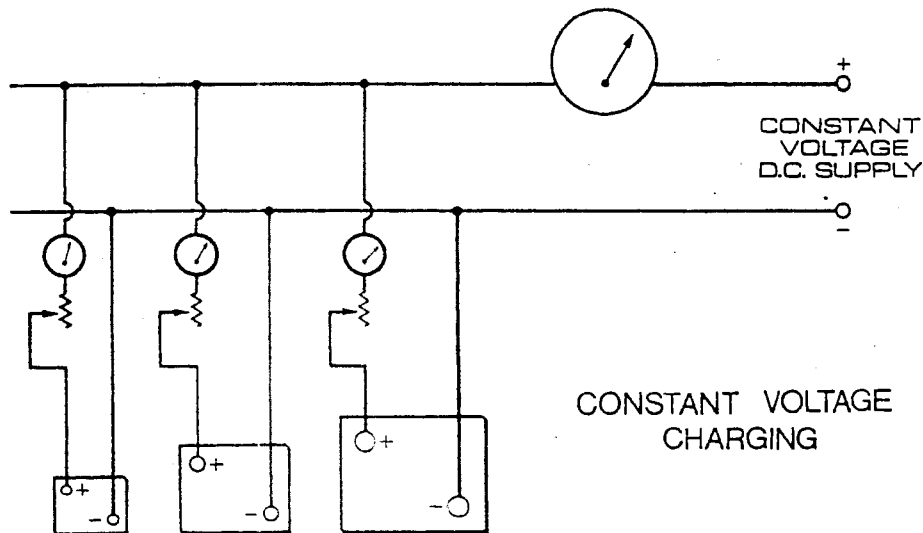 +
CONSTANT
VOLTAGE
D.C. SUPPLY
-
CONSTANT VOLTAGE
CHARGING
+
-
+
-
+
-